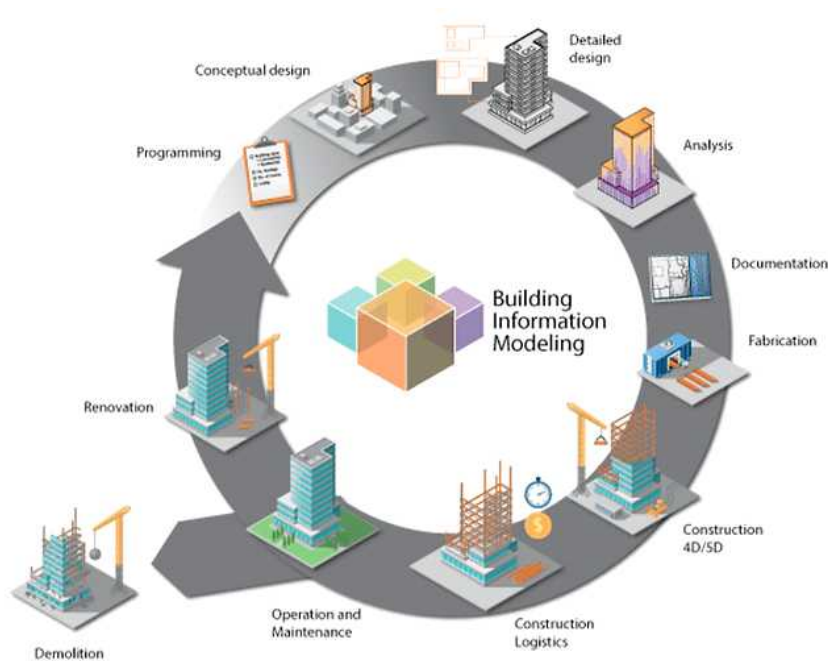 Conceptual design
Detailed
design
Programming
Analysis
Building
Information
Modeling
Documentation
Fabrication
Renovation
Construction
4D/5D
$
Operation and
Maintenance
Construction
Logistics
Demolition